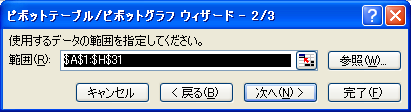 ピボットテーブル/ピボットグラフ ウィザード - 2/3
使用するデータの範囲を指定してください。
範囲(R): $A$1:$H$31 参照(W)...
キャンセル < 戻る(B) 次へ(N) > 完了(F)